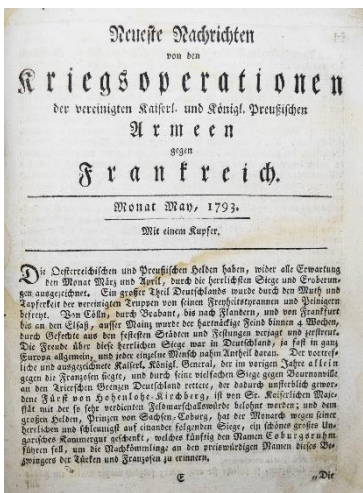 Neueste Nachrichten
von den
Kriegsoperationen
der vereinigten Kaiserl. und Königl. Preußischen
Armeen
gegen
Frankreich.
Monat May, 1793.
Mit einem Kupfer.
Die Oesterreichischen und Preußischen Helden haben, wider alle Erwartung
den Monat März und April, durch die herrlichsten Siege und Eroberun-
gen ausgezeichnet. Ein großer Theil Deutschlands wurde durch den Muth und
Tapferkeit der vereinigten Truppen von seinen Freyheitstyrannen und Peinigern
befreyt. Von Cölln, durch Brabant, bis nach Flandern, und von Frankfurt
bis an den Elsaß, ausser Mainz wurde der hartnäckige Feind binnen 4 Wochen,
durch Gefechte aus den festesten Städten und Festungen verjagt und zerstreut.
Die Freude über diese herrlichen Siege war in Deutschland, ja fast in ganz
Europa allgemein, und jeder einzelne Mensch nahm Antheil daran. Der vortref-
liche und ausgezeichnete Kaiserl. Königl. General, der im vorigen Jahre allein
gegen die Franzosen siegte, und durch seine vielfachen Siege gegen Beurnonville
an den Trierschen Grenzen Deutschland rettete, der dadurch unsterblich gewor-
dene Fürst von Hohenlohe-Kirchberg, ist von Sr. Kaiserlichen Majes-
tät mit der so sehr verdienten Feldmarschallswürde belohnt worden; und dem
großen Helden, Prinzen von Sachsen-Coburg, hat der Monarch wegen seiner
herrlichen und schleunigst auf einander folgenden Siege, ein schönes großes Un-
garisches Kammergut geschenkt, welches künftig den Namen Coburgsruhm
führen soll, um die Nachkömmlinge an den preiswürdigen Namen dieses Be-
zwingers der Türken und Franzosen zu erinnern.
E
„Die